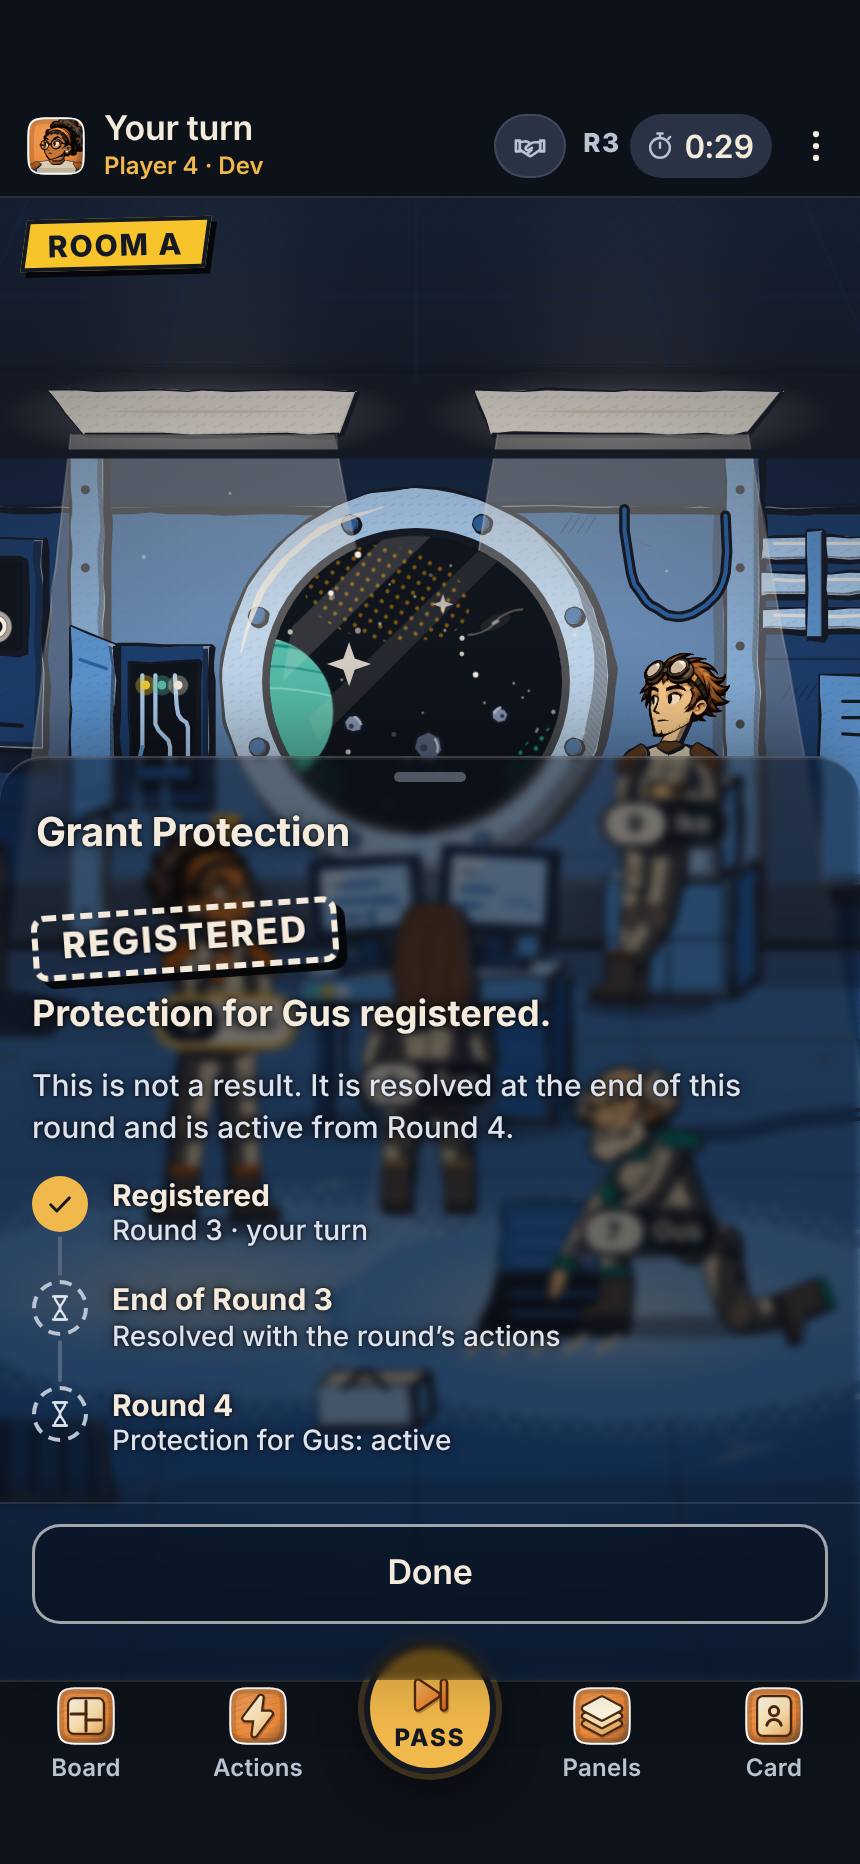 Your turn
Player 4 · Dev
R3
0:29
ROOM A
Grant Protection
REGISTERED
Protection for Gus registered.
This is not a result. It is resolved at the end of this
round and is active from Round 4.
Registered
Round 3 · your turn
End of Round 3
Resolved with the round’s actions
Round 4
Protection for Gus: active
Done
Board
Actions
PASS
Panels
Card